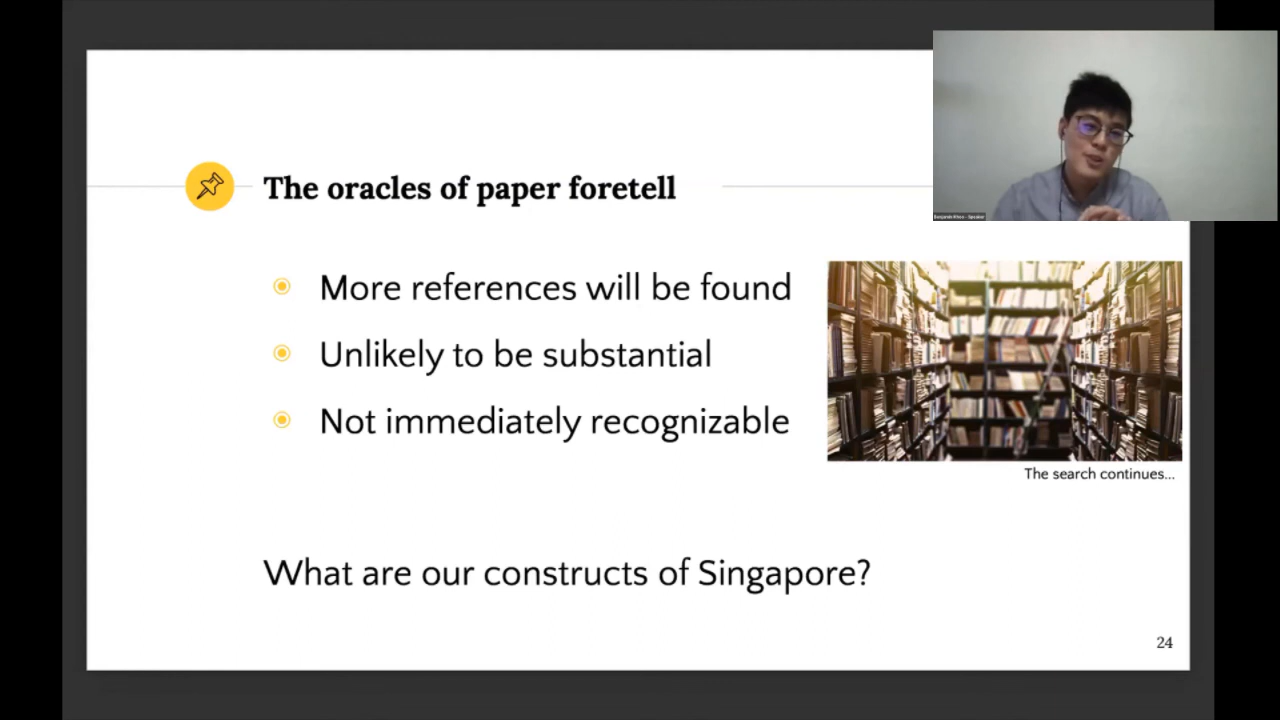 The oracles of paper foretell
More references will be found
Unlikely to be substantial
Not immediately recognizable
The search continues...
What are our constructs of Singapore?
24